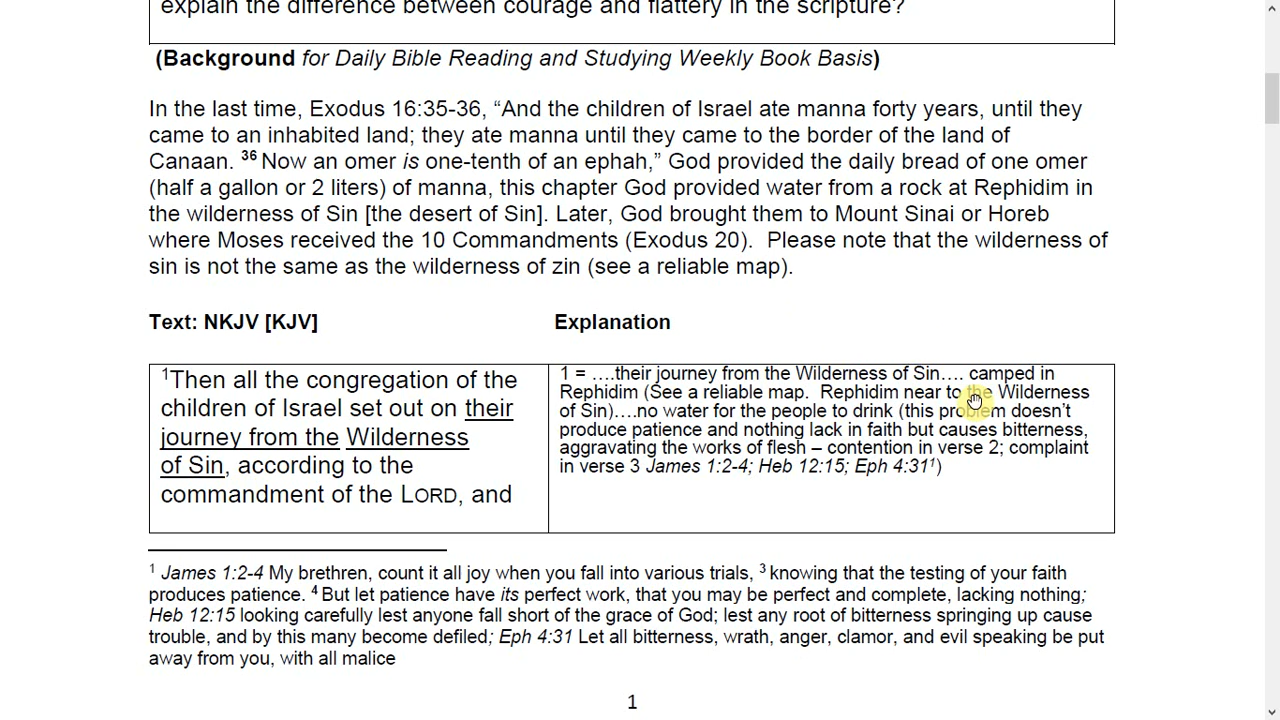 explain the difference between courage and flattery in the scripture?
(Background for Daily Bible Reading and Studying Weekly Book Basis)
In the last time, Exodus 16:35-36, “And the children of Israel ate manna forty years, until they
came to an inhabited land; they ate manna until they came to the border of the land of
Canaan. 36 Now an omer is one-tenth of an ephah,” God provided the daily bread of one omer
(half a gallon or 2 liters) of manna, this chapter God provided water from a rock at Rephidim in
the wilderness of Sin [the desert of Sin]. Later, God brought them to Mount Sinai or Horeb
where Moses received the 10 Commandments (Exodus 20).  Please note that the wilderness of
sin is not the same as the wilderness of zin (see a reliable map).
Text: NKJV [KJV]
Explanation
1Then all the congregation of the
children of Israel set out on their
journey from the Wilderness
of Sin, according to the
commandment of the LORD, and
1 = ….their journey from the Wilderness of Sin…. camped in
Rephidim (See a reliable map.  Rephidim near to the Wilderness
of Sin)….no water for the people to drink (this problem doesn’t
produce patience and nothing lack in faith but causes bitterness,
aggravating the works of flesh – contention in verse 2; complaint
in verse 3 James 1:2-4; Heb 12:15; Eph 4:311)
1 James 1:2-4 My brethren, count it all joy when you fall into various trials, 3 knowing that the testing of your faith
produces patience. 4 But let patience have its perfect work, that you may be perfect and complete, lacking nothing;
Heb 12:15 looking carefully lest anyone fall short of the grace of God; lest any root of bitterness springing up cause
trouble, and by this many become defiled; Eph 4:31 Let all bitterness, wrath, anger, clamor, and evil speaking be put
away from you, with all malice
1